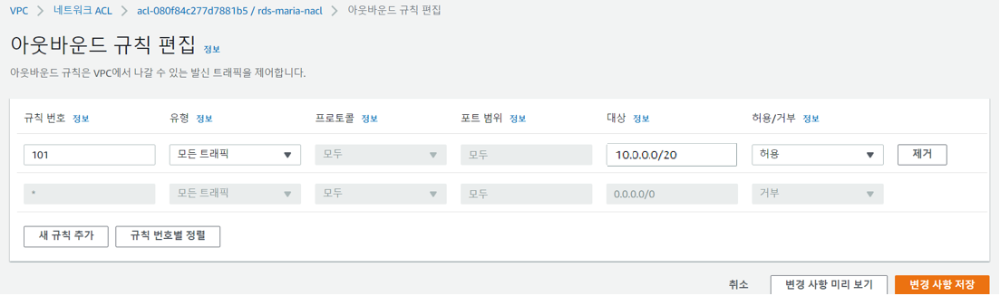 VPC > 네트워크 ACL > acl-080f84c277d7881b5 / rds-maria-nacl > 아웃바운드 규칙 편집
아웃바운드 규칙 편집 정보
아웃바운드 규칙은 VPC에서 나갈 수 있는 발신 트래픽을 제어합니다.
규칙 번호 정보 유형 정보 프로토콜 정보 포트 범위 정보 대상 정보 허용/거부 정보
101 모든 트래픽 모두 모두 10.0.0.0/20 허용 제거
* 모든 트래픽 모두 모두 0.0.0.0/0 거부
새 규칙 추가 규칙 번호별 정렬
취소 변경 사항 미리 보기 변경 사항 저장